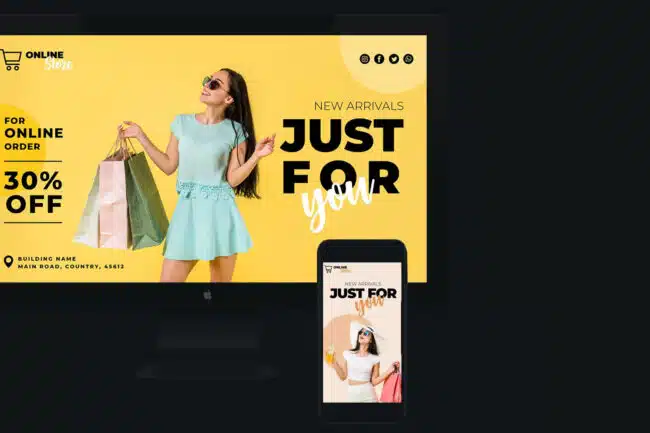 ONLINE
Store
NEW ARRIVALS
JUST
FOR
you
FOR
ONLINE
ORDER
30%
OFF
BUILDING NAME
MAIN ROAD, COUNTRY, 45612
ONLINE
Store
NEW ARRIVALS
JUST FOR
you